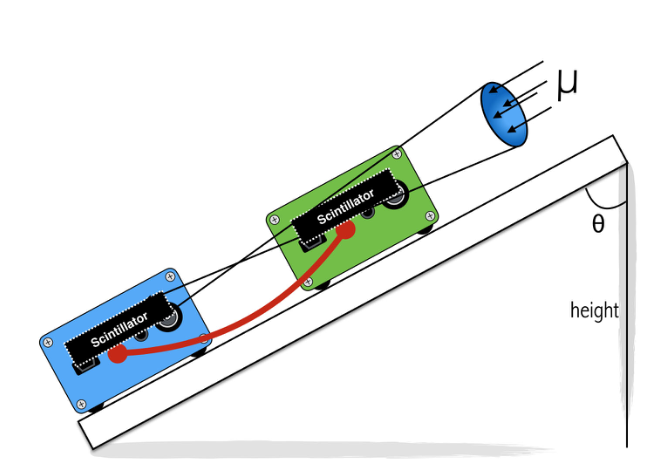 μ
Scintillator
θ
height
Scintillator